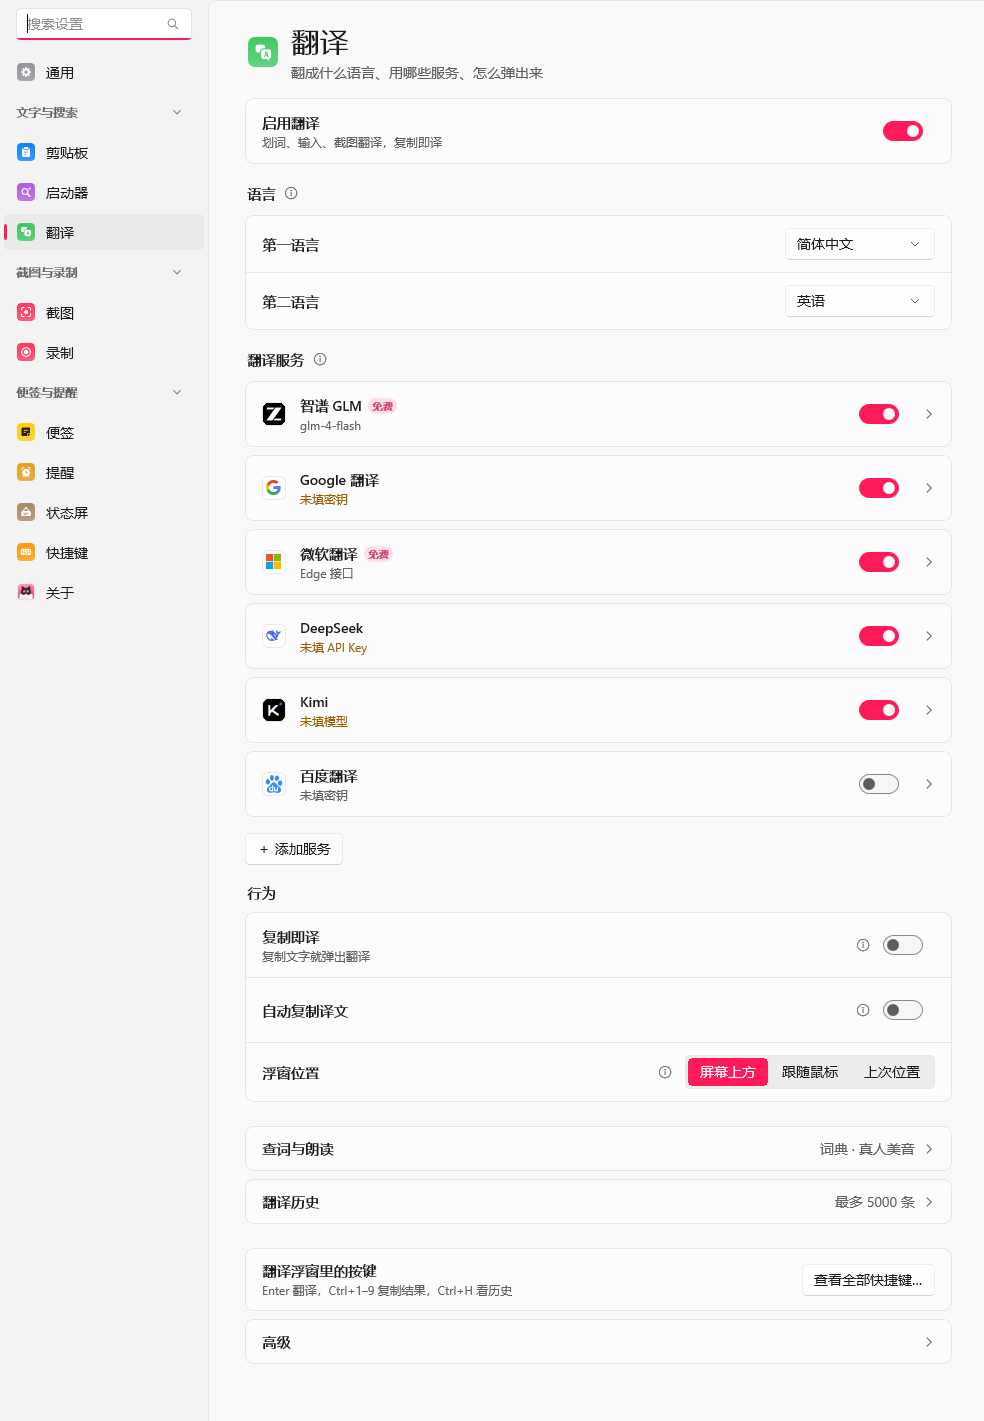 搜索设置
通用
文字与搜索
剪贴板
启动器
翻译
截图与录制
截图
录制
便签与提醒
便签
提醒
状态屏
快捷键
关于
翻译
翻成什么语言、用哪些服务、怎么弹出来
启用翻译
划词、输入、截图翻译，复制即译
语言
第一语言
简体中文
第二语言
英语
翻译服务
智谱 GLM 免费
glm-4-flash
Google 翻译
未填密钥
微软翻译 免费
Edge 接口
DeepSeek
未填 API Key
Kimi
未填模型
百度翻译
未填密钥
+ 添加服务
行为
复制即译
复制文字就弹出翻译
自动复制译文
浮窗位置
屏幕上方 跟随鼠标 上次位置
查词与朗读
词典 · 真人美音
翻译历史
最多 5000 条
翻译浮窗里的按键
Enter 翻译，Ctrl+1–9 复制结果，Ctrl+H 看历史
查看全部快捷键...
高级